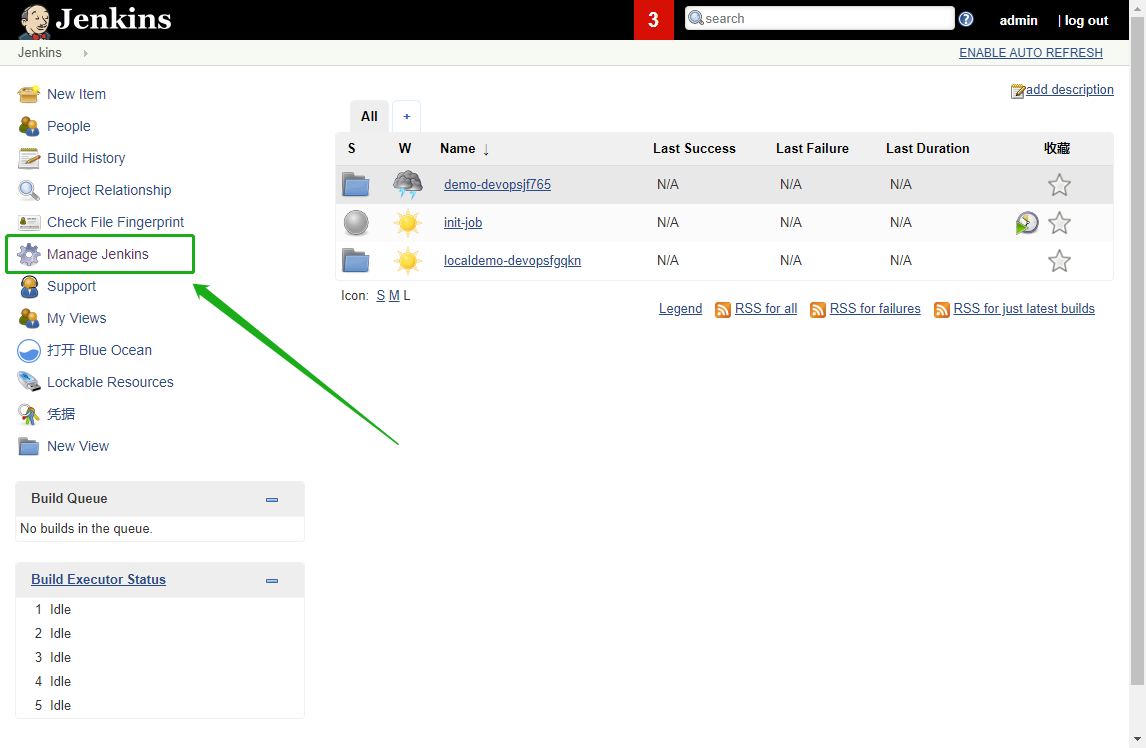 Jenkins
3
search
admin
| log out
Jenkins
ENABLE AUTO REFRESH
New Item
People
Build History
Project Relationship
Check File Fingerprint
Manage Jenkins
Support
My Views
打开 Blue Ocean
Lockable Resources
凭据
New View
Build Queue
No builds in the queue.
Build Executor Status
1 Idle
2 Idle
3 Idle
4 Idle
5 Idle
add description
All +
S W Name ↓ Last Success Last Failure Last Duration 收藏
demo-devopsjf765 N/A N/A N/A
init-job N/A N/A N/A
localdemo-devopsfgqkn N/A N/A N/A
Icon: S M L
Legend RSS for all RSS for failures RSS for just latest builds